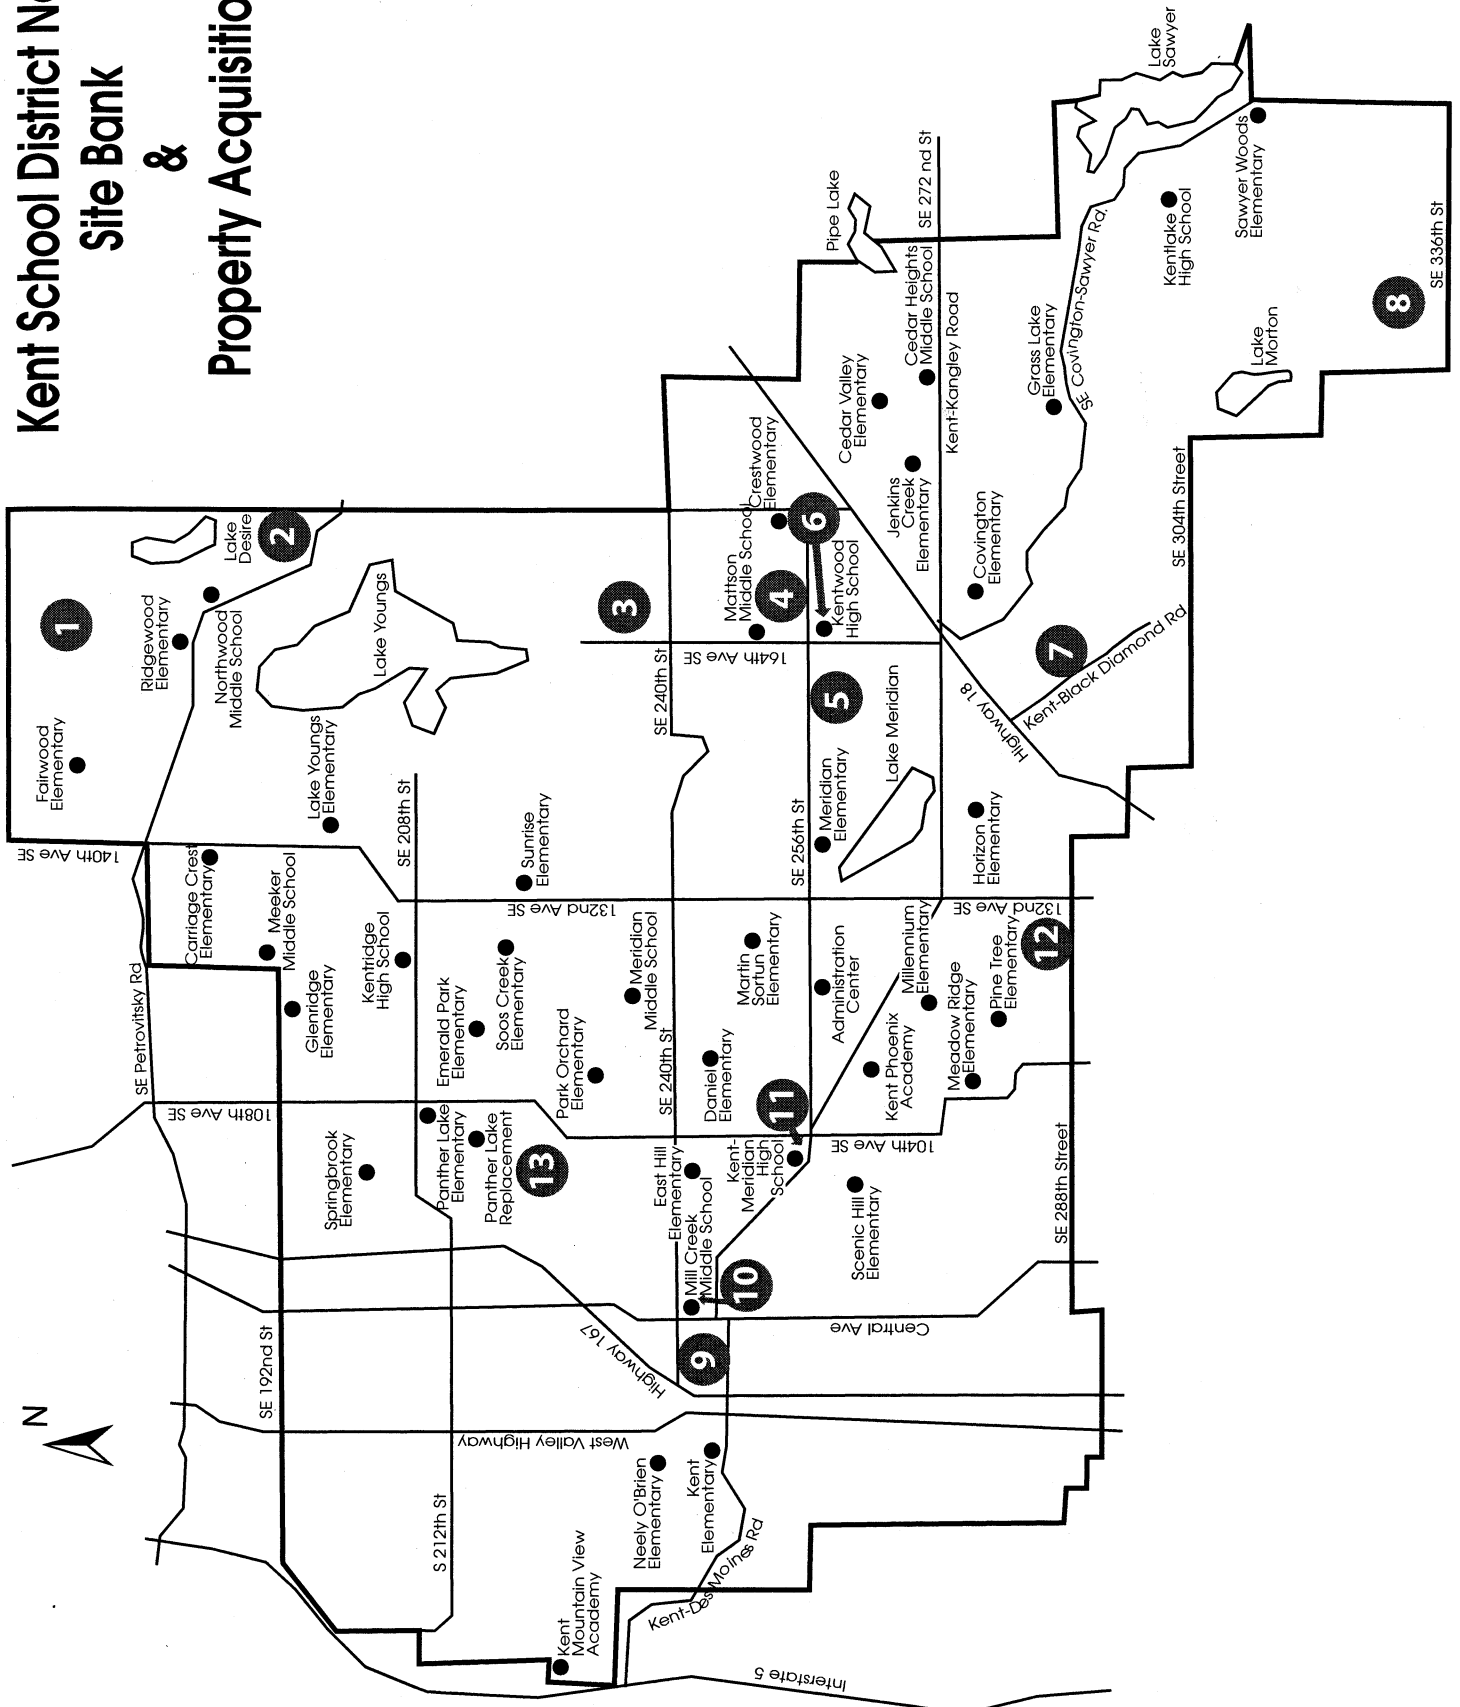 Kent School District No
Site Bank
&
Property Acquisitio
N
1
2
3
4
5
6
7
8
9
10
11
12
13
Fairwood
Elementary
Ridgewood
Elementary
Northwood
Middle School
Lake
Desire
Lake Youngs
Lake Youngs
Elementary
140th Ave SE
SE Petrovitsky Rd
Carriage Crest
Elementary
Meeker
Middle School
Glenridge
Elementary
Kentridge
High School
SE 208th St
Sunrise
Elementary
132nd Ave SE
Emerald Park
Elementary
Soos Creek
Elementary
Park Orchard
Elementary
Meridian
Middle School
108th Ave SE
Springbrook
Elementary
Panther Lake
Elementary
Panther Lake
Replacement
SE 192nd St
S 212th St
West Valley Highway
Highway 167
Neely O'Brien
Elementary
Kent
Elementary
Kent
Mountain View
Academy
Kent-Des Moines Rd
Interstate 5
Central Ave
Mill Creek
Middle School
East Hill
Elementary
Kent-
Meridian
High
School
Scenic Hill
Elementary
104th Ave SE
SE 240th St
Daniel
Elementary
Martin
Sortun
Elementary
Administration
Center
Kent Phoenix
Academy
Millennium
Elementary
Meadow Ridge
Elementary
Pine Tree
Elementary
SE 288th Street
132nd Ave SE
Horizon
Elementary
SE 256th St
Meridian
Elementary
Lake Meridian
SE 240th St
164th Ave SE
Mattson
Middle School
Crestwood
Elementary
Kentwood
High School
Highway 18
Kent-Black Diamond Rd
SE 304th Street
Covington
Elementary
Jenkins
Creek
Elementary
Cedar Valley
Elementary
Cedar Heights
Middle School
Kent-Kangley Road
SE 272 nd St
Pipe Lake
Grass Lake
Elementary
SE Covington-Sawyer Rd.
Lake
Morton
Kentlake
High School
Sawyer Woods
Elementary
Lake
Sawyer
SE 336th St